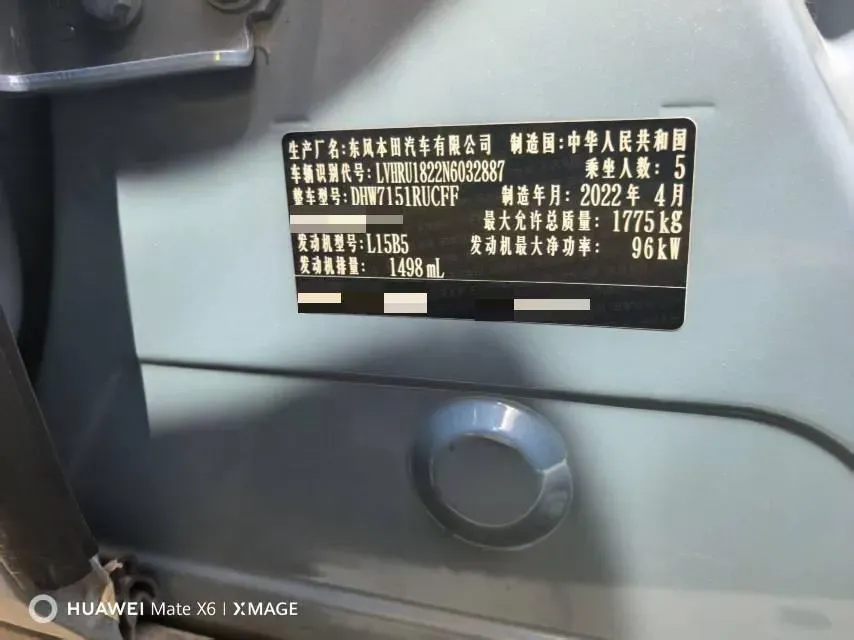 生产厂名:东风本田汽车有限公司 制造国:中华人民共和国
车辆识别代号:LVHRU1822N6032887 乘坐人数:5
整车型号:DHW7151RUCFF 制造年月:2022年 4月
最大允许总质量:1775kg
发动机型号:L15B5 发动机最大净功率:96kW
发动机排量:1498mL
HUAWEI Mate X6 | XMAGE